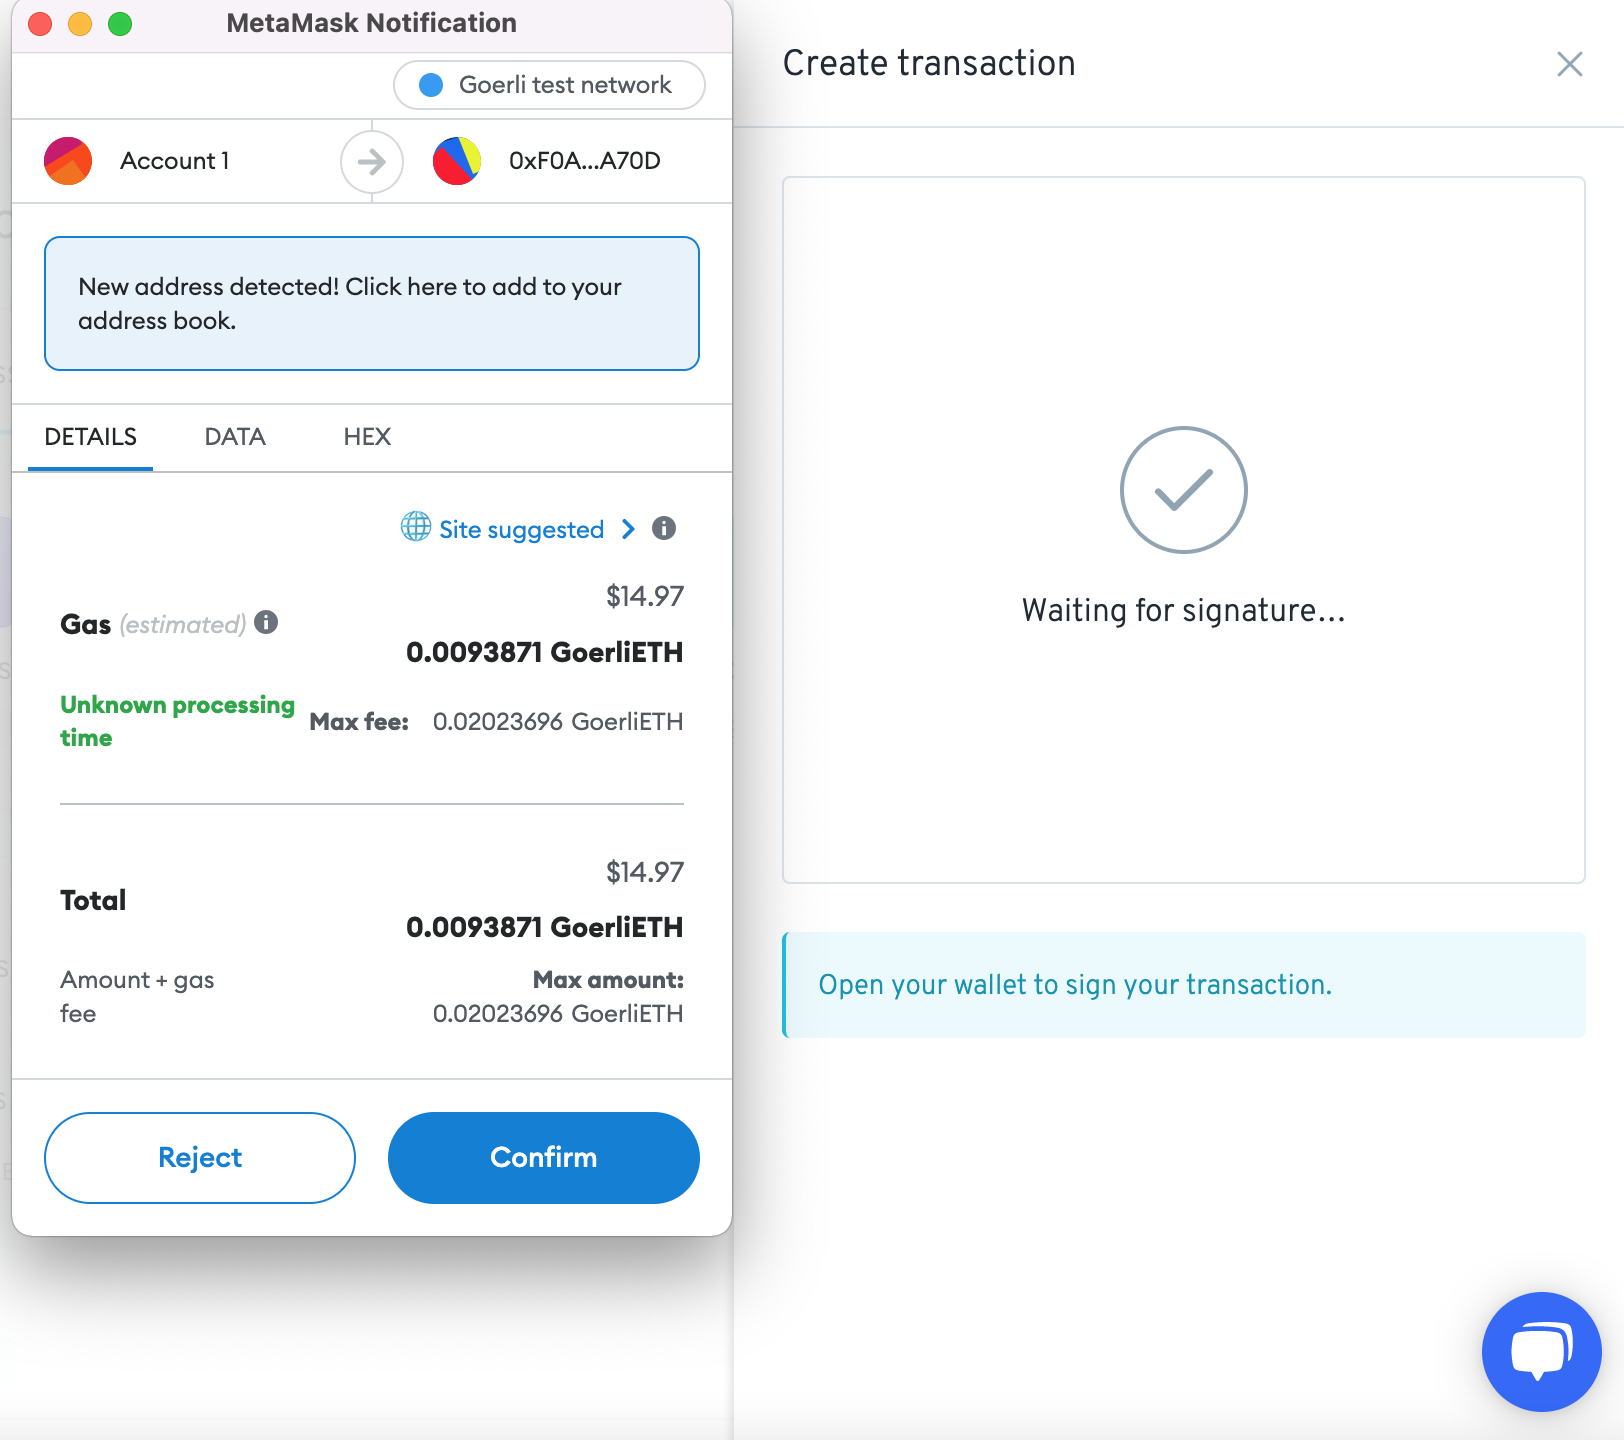 MetaMask Notification
Goerli test network
Account 1
0xF0A...A70D
New address detected! Click here to add to your
address book.
DETAILS
DATA
HEX
Site suggested
$14.97
Gas (estimated)
0.0093871 GoerliETH
Unknown processing
time
Max fee: 0.02023696 GoerliETH
$14.97
Total
0.0093871 GoerliETH
Amount + gas
fee
Max amount:
0.02023696 GoerliETH
Reject
Confirm
Create transaction
Waiting for signature...
Open your wallet to sign your transaction.